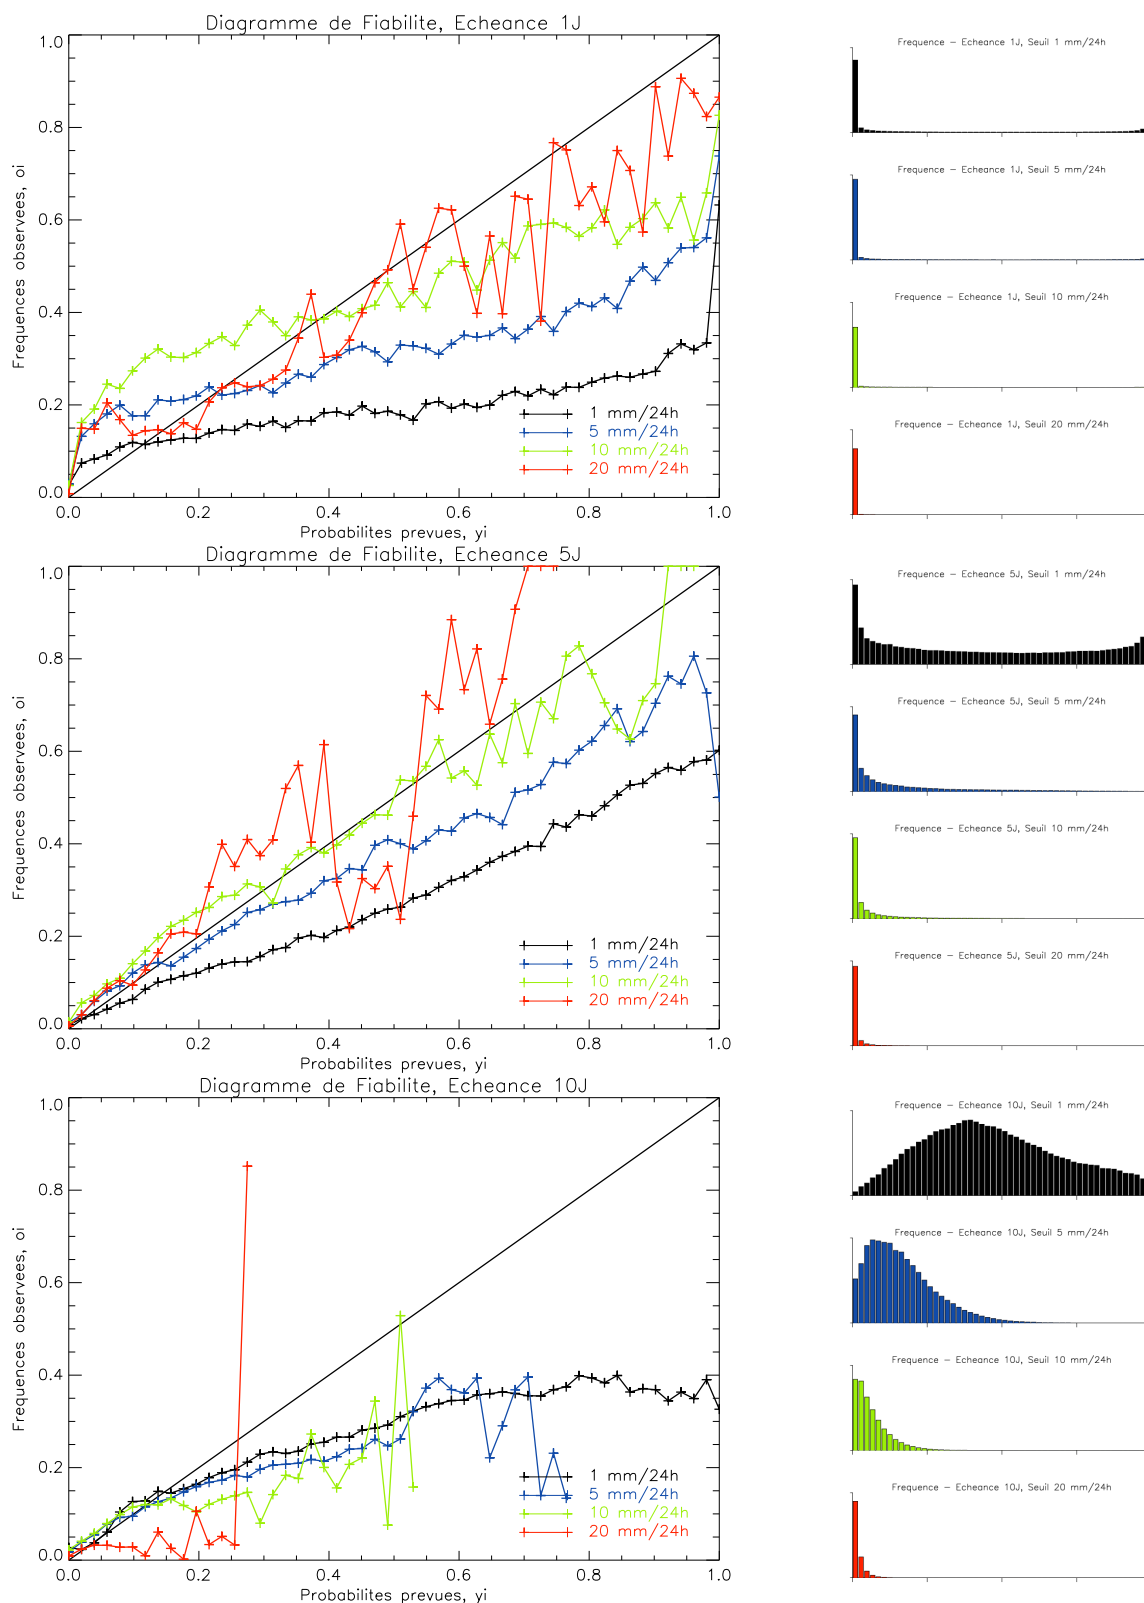 Diagramme de Fiabilite, Echeance 1J
1.0
0.8
0.6
0.4
0.2
0.0
Frequences observees, oi
1 mm/24h
5 mm/24h
10 mm/24h
20 mm/24h
0.0 0.2 0.4 0.6 0.8 1.0
Probabilites prevues, yi
Frequence - Echeance 1J, Seuil 1 mm/24h
Frequence - Echeance 1J, Seuil 5 mm/24h
Frequence - Echeance 1J, Seuil 10 mm/24h
Frequence - Echeance 1J, Seuil 20 mm/24h
Diagramme de Fiabilite, Echeance 5J
1.0
0.8
0.6
0.4
0.2
0.0
Frequences observees, oi
1 mm/24h
5 mm/24h
10 mm/24h
20 mm/24h
0.0 0.2 0.4 0.6 0.8 1.0
Probabilites prevues, yi
Frequence - Echeance 5J, Seuil 1 mm/24h
Frequence - Echeance 5J, Seuil 5 mm/24h
Frequence - Echeance 5J, Seuil 10 mm/24h
Frequence - Echeance 5J, Seuil 20 mm/24h
Diagramme de Fiabilite, Echeance 10J
1.0
0.8
0.6
0.4
0.2
0.0
Frequences observees, oi
1 mm/24h
5 mm/24h
10 mm/24h
20 mm/24h
0.0 0.2 0.4 0.6 0.8 1.0
Probabilites prevues, yi
Frequence - Echeance 10J, Seuil 1 mm/24h
Frequence - Echeance 10J, Seuil 5 mm/24h
Frequence - Echeance 10J, Seuil 10 mm/24h
Frequence - Echeance 10J, Seuil 20 mm/24h